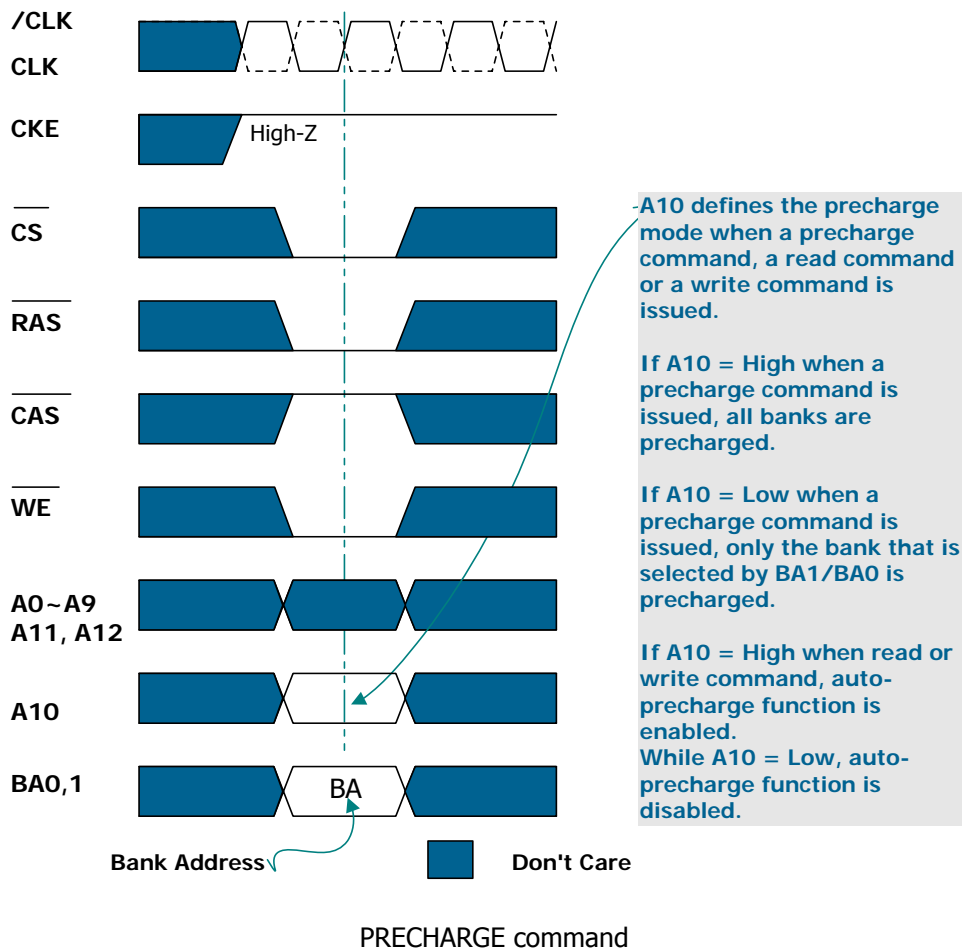 /CLK
CLK
CKE
High-Z
CS
RAS
CAS
WE
A0~A9
A11, A12
A10
BA0,1
BA
Bank Address
Don't Care
A10 defines the precharge
mode when a precharge
command, a read command
or a write command is
issued.
If A10 = High when a
precharge command is
issued, all banks are
precharged.
If A10 = Low when a
precharge command is
issued, only the bank that is
selected by BA1/BA0 is
precharged.
If A10 = High when read or
write command, auto-
precharge function is
enabled.
While A10 = Low, auto-
precharge function is
disabled.
PRECHARGE command